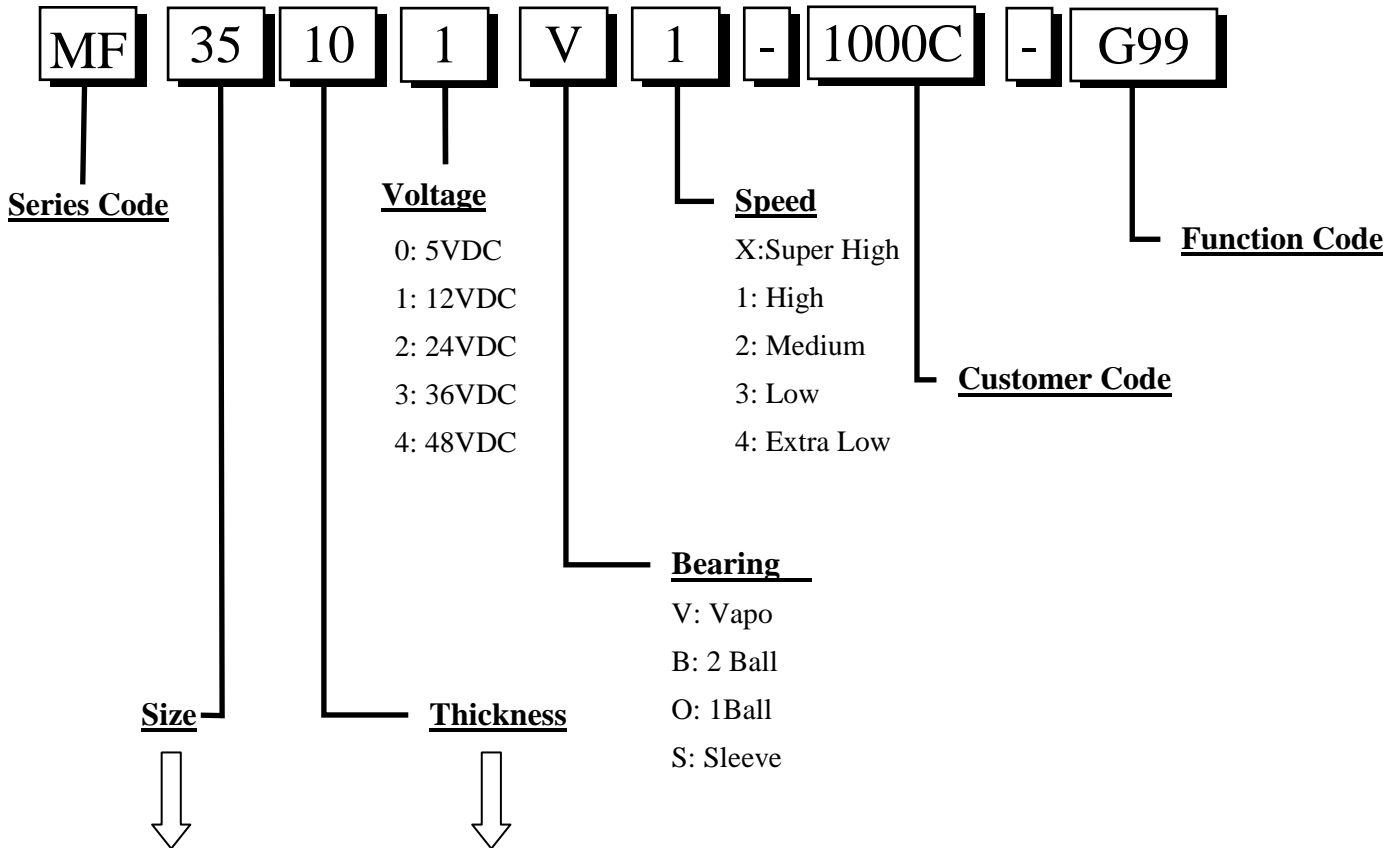 MF 35 10 1 V 1 - 1000C - G99
Series Code
Voltage
0: 5VDC
1: 12VDC
2: 24VDC
3: 36VDC
4: 48VDC
Speed
X:Super High
1: High
2: Medium
3: Low
4: Extra Low
Function Code
Customer Code
Bearing
V: Vapo
B: 2 Ball
O: 1Ball
S: Sleeve
Size
Thickness